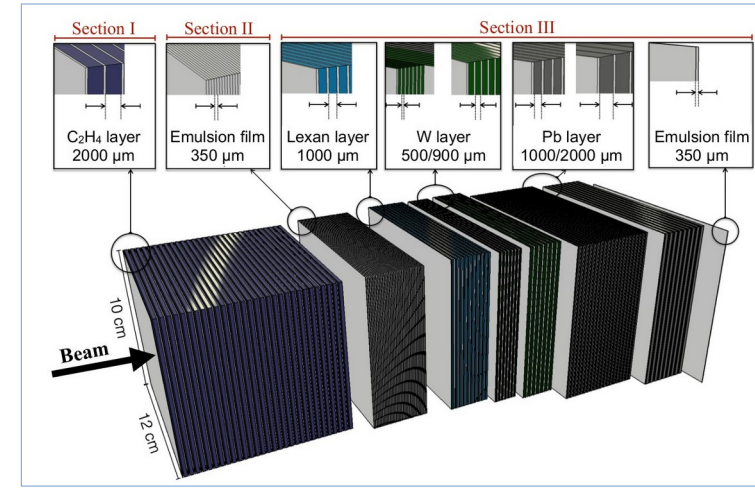 Section I
Section II
Section III
C₂H₄ layer
2000 μm
Emulsion film
350 μm
Lexan layer
1000 μm
W layer
500/900 μm
Pb layer
1000/2000 μm
Emulsion film
350 μm
10 cm
Beam
12 cm